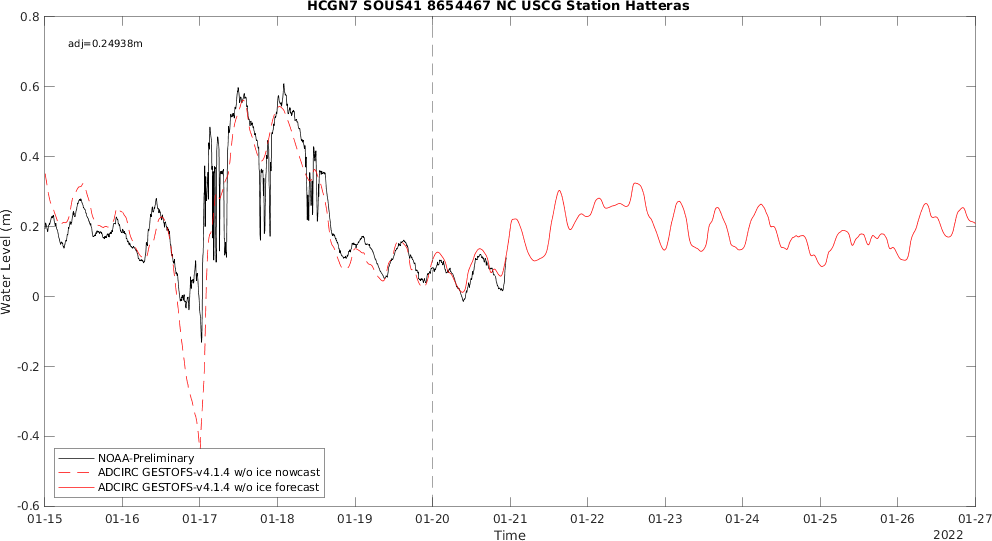 HCGN7 SOUS41 8654467 NC USCG Station Hatteras
0.8
adj=0.24938m
0.6
0.4
0.2
0
-0.2
-0.4
-0.6
Water Level (m)
NOAA-Preliminary
ADCIRC GESTOFS-v4.1.4 w/o ice nowcast
ADCIRC GESTOFS-v4.1.4 w/o ice forecast
01-15 01-16 01-17 01-18 01-19 01-20 01-21 01-22 01-23 01-24 01-25 01-26 01-27
Time
2022